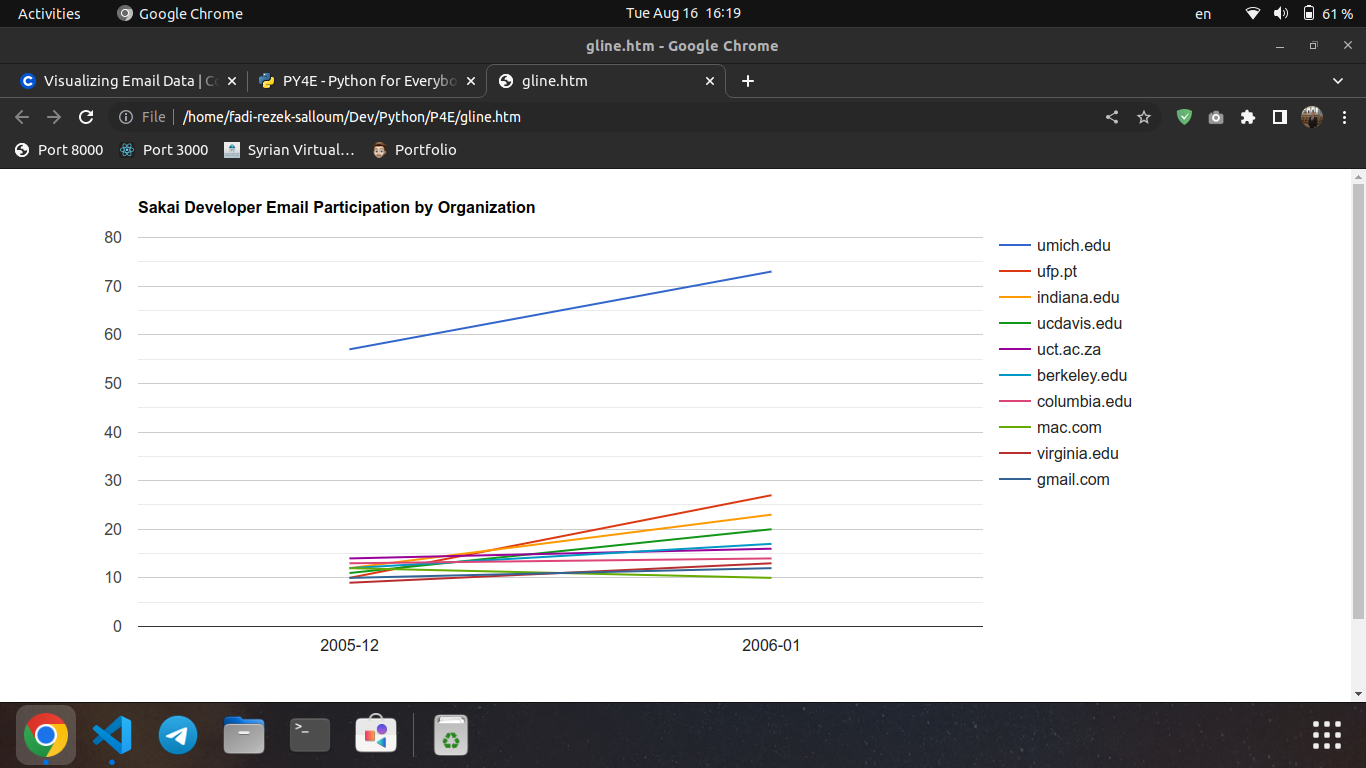 Activities Google Chrome Tue Aug 16 16:19 en 61 %
gline.htm - Google Chrome
Visualizing Email Data | Co PY4E - Python for Everybo gline.htm
File /home/fadi-rezek-salloum/Dev/Python/P4E/gline.htm
Port 8000 Port 3000 Syrian Virtual... Portfolio
Sakai Developer Email Participation by Organization
80
70
60
50
40
30
20
10
0
2005-12 2006-01
umich.edu
ufp.pt
indiana.edu
ucdavis.edu
uct.ac.za
berkeley.edu
columbia.edu
mac.com
virginia.edu
gmail.com